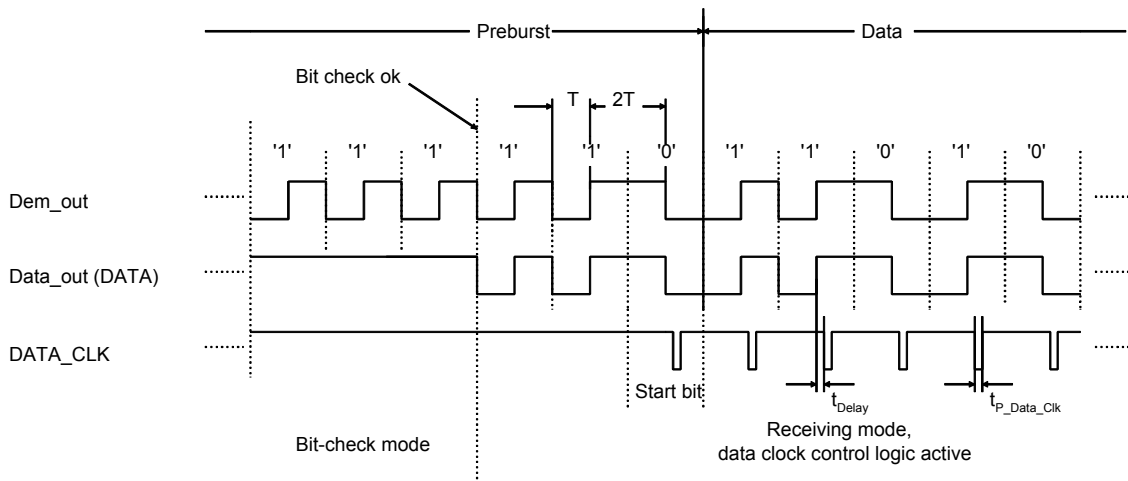 Preburst Data
Bit check ok
T 2T
'1' '1' '1' '1' '1' '0' '1' '1' '0' '1' '0'
Dem_out
Data_out (DATA)
DATA_CLK
Start bit
tDelay
tP_Data_Clk
Bit-check mode
Receiving mode,
data clock control logic active